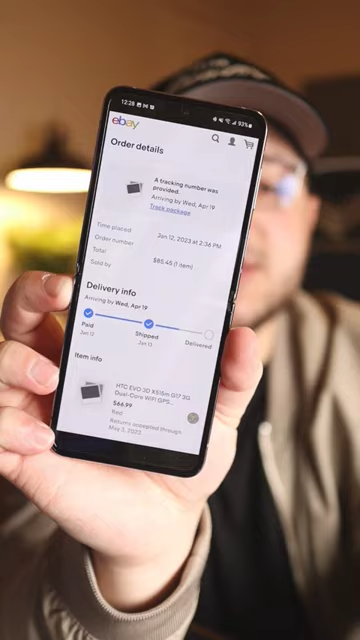 12:28
93%
ebay
Order details
A tracking number was
provided.
Arriving by Wed, Apr 19
Track package
Time placed
Jan 12, 2023 at 2:36 PM
Order number
Total
$85.45 (1 item)
Sold by
Delivery info
Arriving by Wed, Apr 19
Paid
Jan 12
Shipped
Jan 13
Delivered
Item info
HTC EVO 3D X515m G17 3G
Dual-Core WIFI GPS...
$66.99
Red
Returns accepted through
May 3, 2023